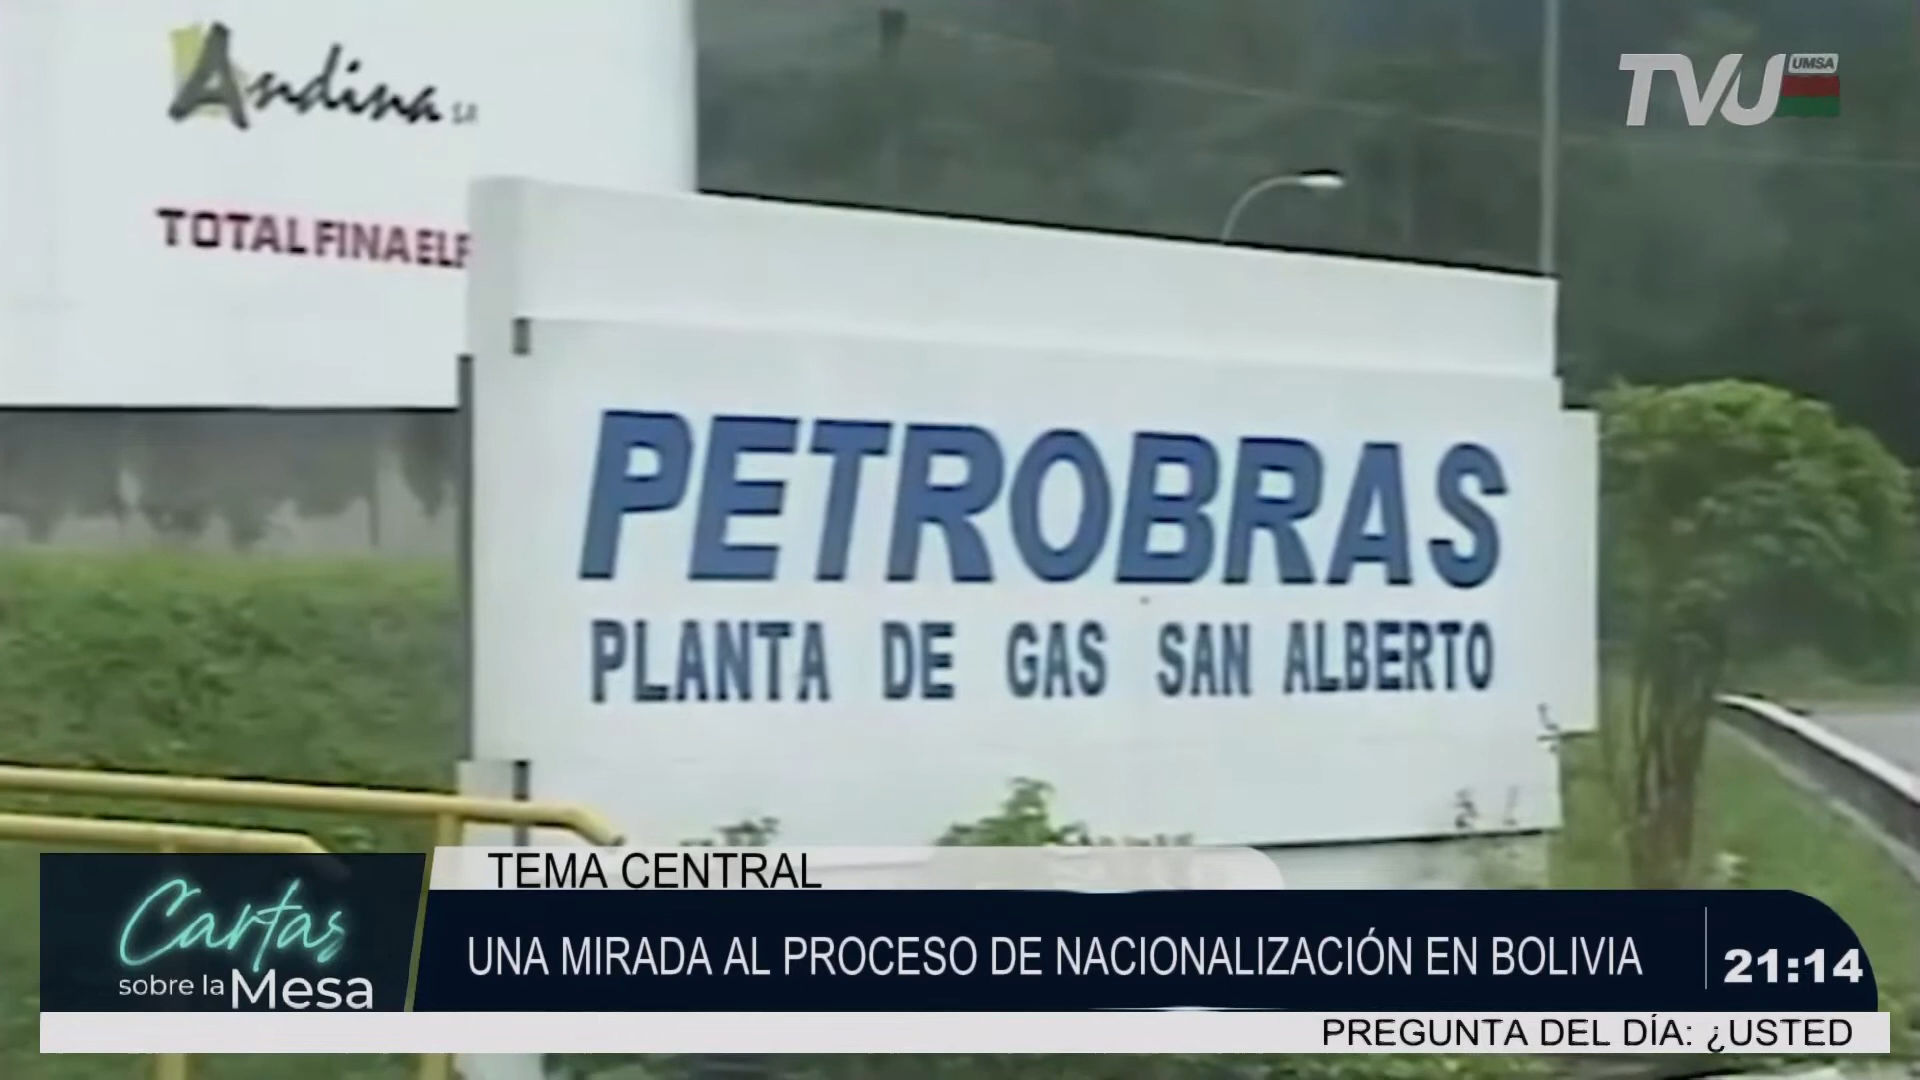 Andina S.A.
TOTALFINAELF
TVU UMSA
PETROBRAS
PLANTA DE GAS SAN ALBERTO
TEMA CENTRAL
Cartas
sobre la Mesa
UNA MIRADA AL PROCESO DE NACIONALIZACIÓN EN BOLIVIA
21:14
PREGUNTA DEL DÍA: ¿USTED